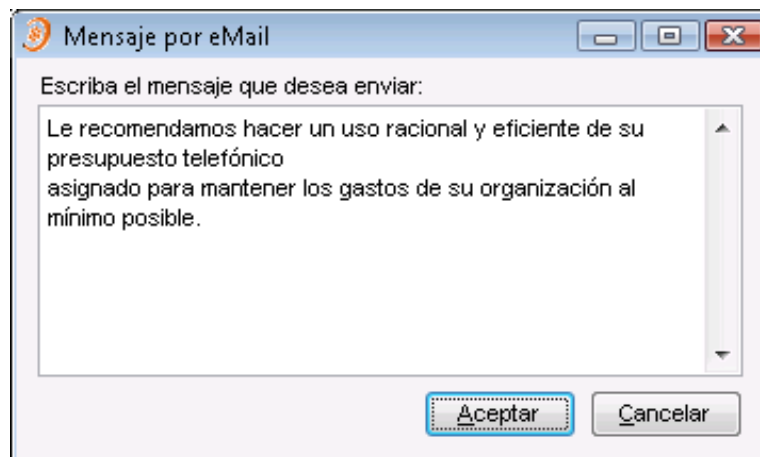 Mensaje por eMail
Escriba el mensaje que desea enviar:
Le recomendamos hacer un uso racional y eficiente de su
presupuesto telefónico
asignado para mantener los gastos de su organización al
mínimo posible.
Aceptar
Cancelar